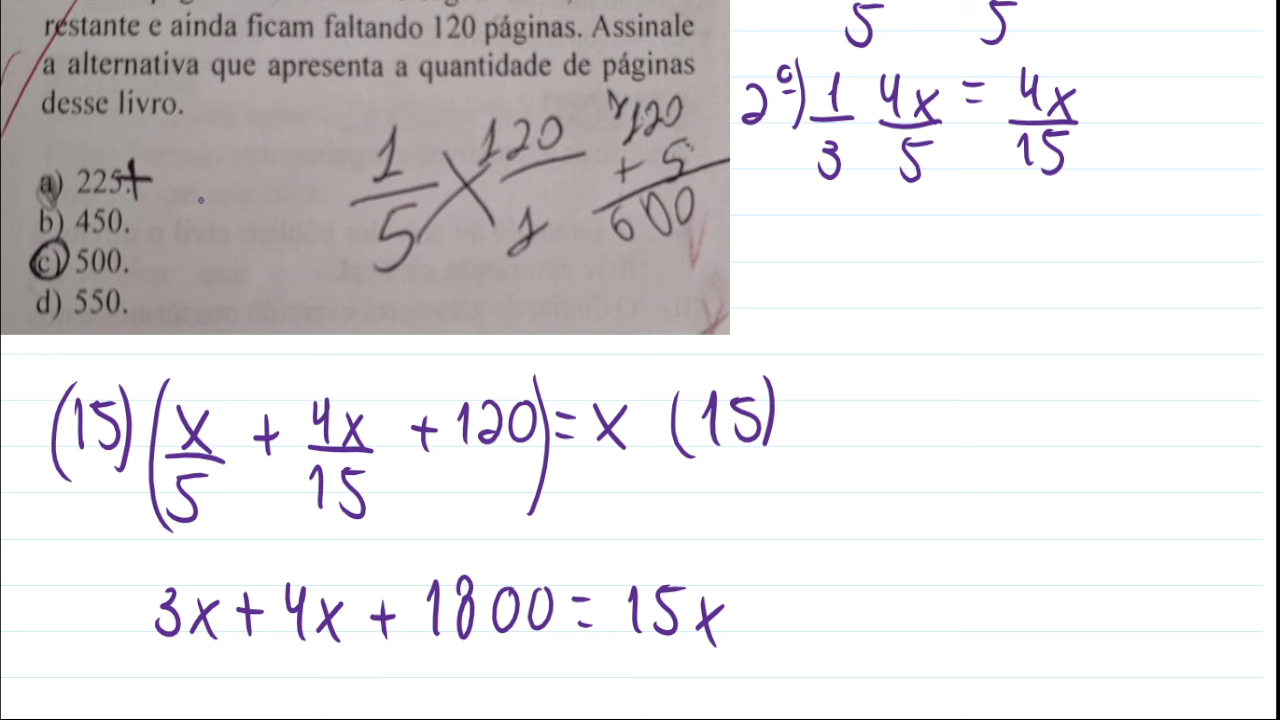 restante e ainda ficam faltando 120 páginas. Assinale
a alternativa que apresenta a quantidade de páginas
desse livro.
a) 225.+
b) 450.
c) 500.
d) 550.
1/5 × 120/1
120
+ 5
600
5 5
2º) 1/3 4x/5 = 4x/15
(15) (x/5 + 4x/15 + 120) = x (15)
3x + 4x + 1800 = 15x